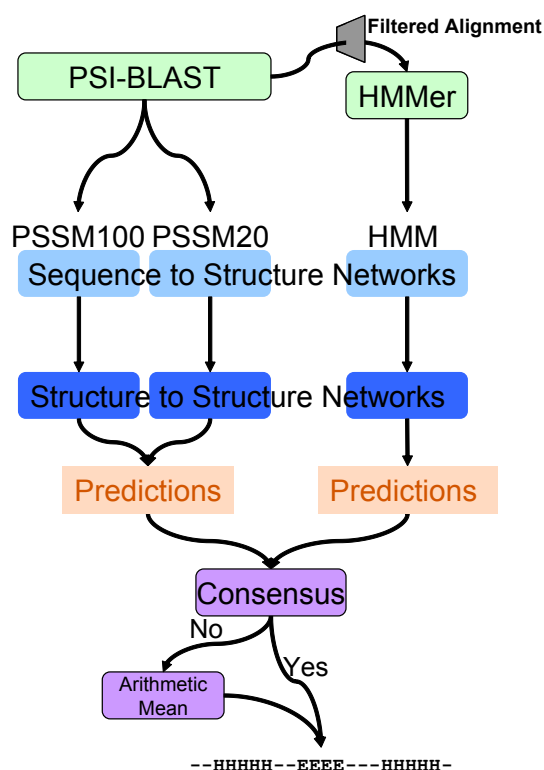 Filtered Alignment
PSI-BLAST
HMMer
PSSM100 PSSM20 HMM
Sequence to Structure Networks
Structure to Structure Networks
Predictions Predictions
Consensus
No
Yes
Arithmetic
Mean
--HHHHH--EEEE---HHHHH-